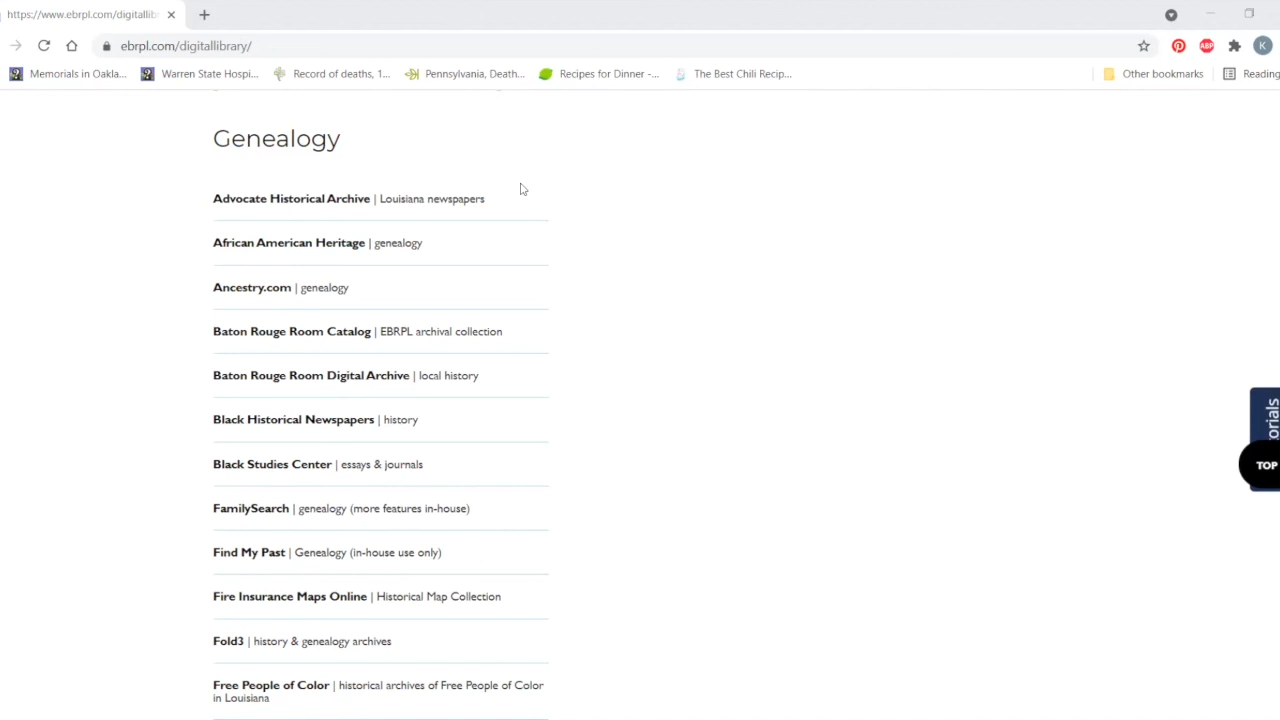 https://www.ebrpl.com/digitallibr
ebrpl.com/digitallibrary/
ABP
K
Memorials in Oakla...
Warren State Hospi...
Record of deaths, 1...
Pennsylvania, Death...
Recipes for Dinner -...
The Best Chili Recip...
Other bookmarks
Reading
Genealogy
Advocate Historical Archive | Louisiana newspapers
African American Heritage | genealogy
Ancestry.com | genealogy
Baton Rouge Room Catalog | EBRPL archival collection
Baton Rouge Room Digital Archive | local history
Black Historical Newspapers | history
Black Studies Center | essays & journals
FamilySearch | genealogy (more features in-house)
Find My Past | Genealogy (in-house use only)
Fire Insurance Maps Online | Historical Map Collection
Fold3 | history & genealogy archives
Free People of Color | historical archives of Free People of Color
in Louisiana
orials
TOP